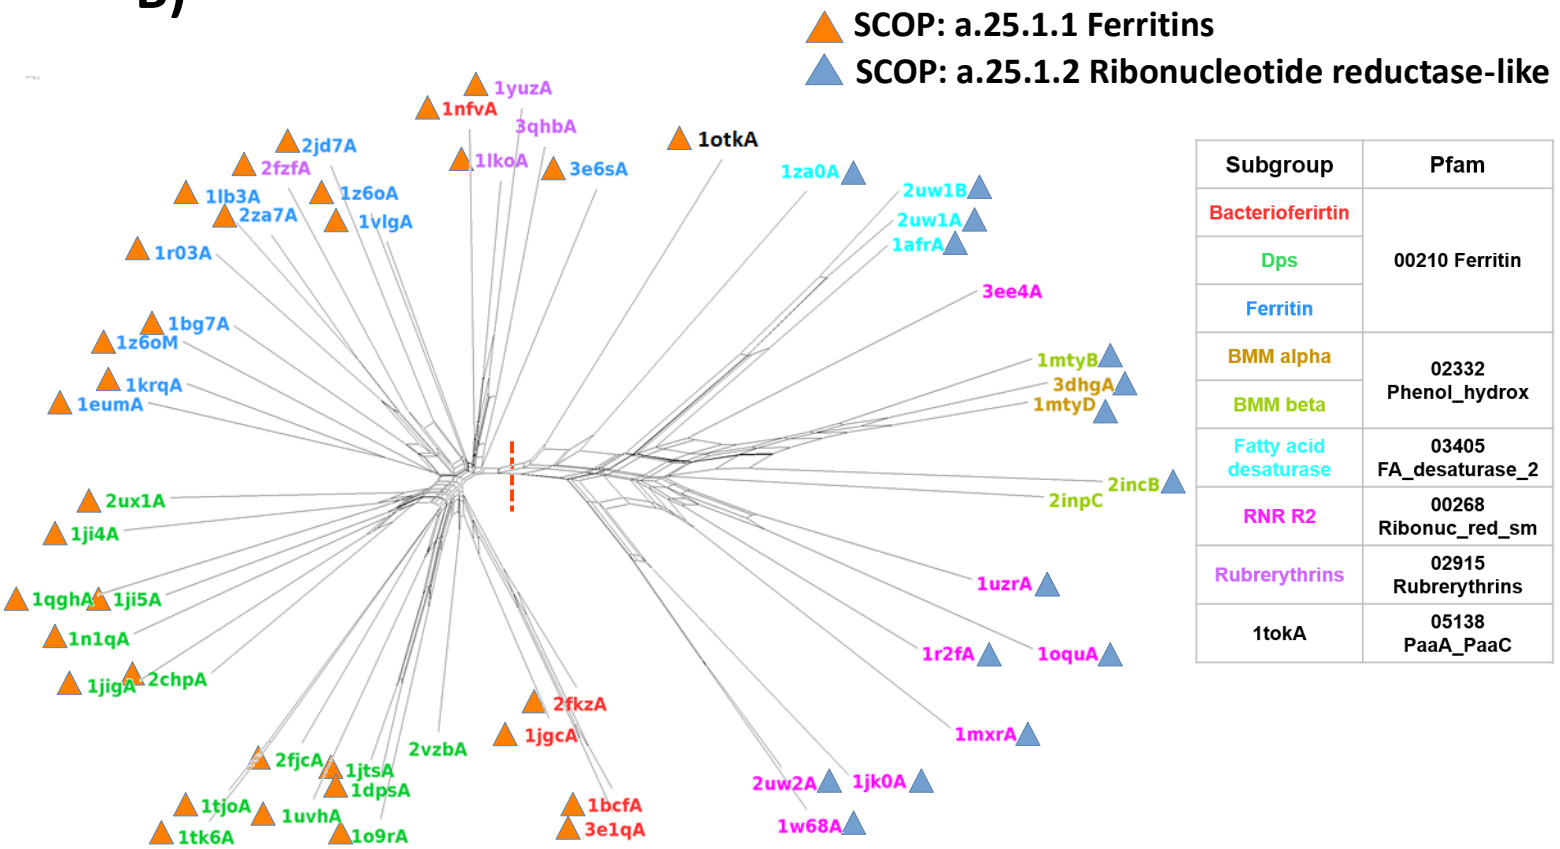 B)
SCOP: a.25.1.1 Ferritins
SCOP: a.25.1.2 Ribonucleotide reductase-like
1yuzA
1nfvA
3qhbA
1otkA
2jd7A
1lkoA
3e6sA
2fzfA
1za0A
1lb3A
1z6oA
2uw1B
2za7A
1vlgA
2uw1A
1r03A
1afrA
3ee4A
1bg7A
1z6oM
1mtyB
1krqA
3dhgA
1eumA
1mtyD
2incB
2ux1A
2inpC
1ji4A
1uzrA
1qghA
1ji5A
1n1qA
1r2fA
1oquA
1jigA
2chpA
2fkzA
1jgcA
1mxrA
2vzbA
2fjcA
1jtsA
2uw2A
1jk0A
1dpsA
1tjoA
1uvhA
1bcfA
1tk6A
1o9rA
3e1qA
1w68A
Subgroup Pfam
Bacterioferirtin
Dps
00210 Ferritin
Ferritin
BMM alpha
02332
Phenol_hydrox
BMM beta
Fatty acid
desaturase
03405
FA_desaturase_2
RNR R2
00268
Ribonuc_red_sm
Rubrerythrins
02915
Rubrerythrins
1tokA
05138
PaaA_PaaC